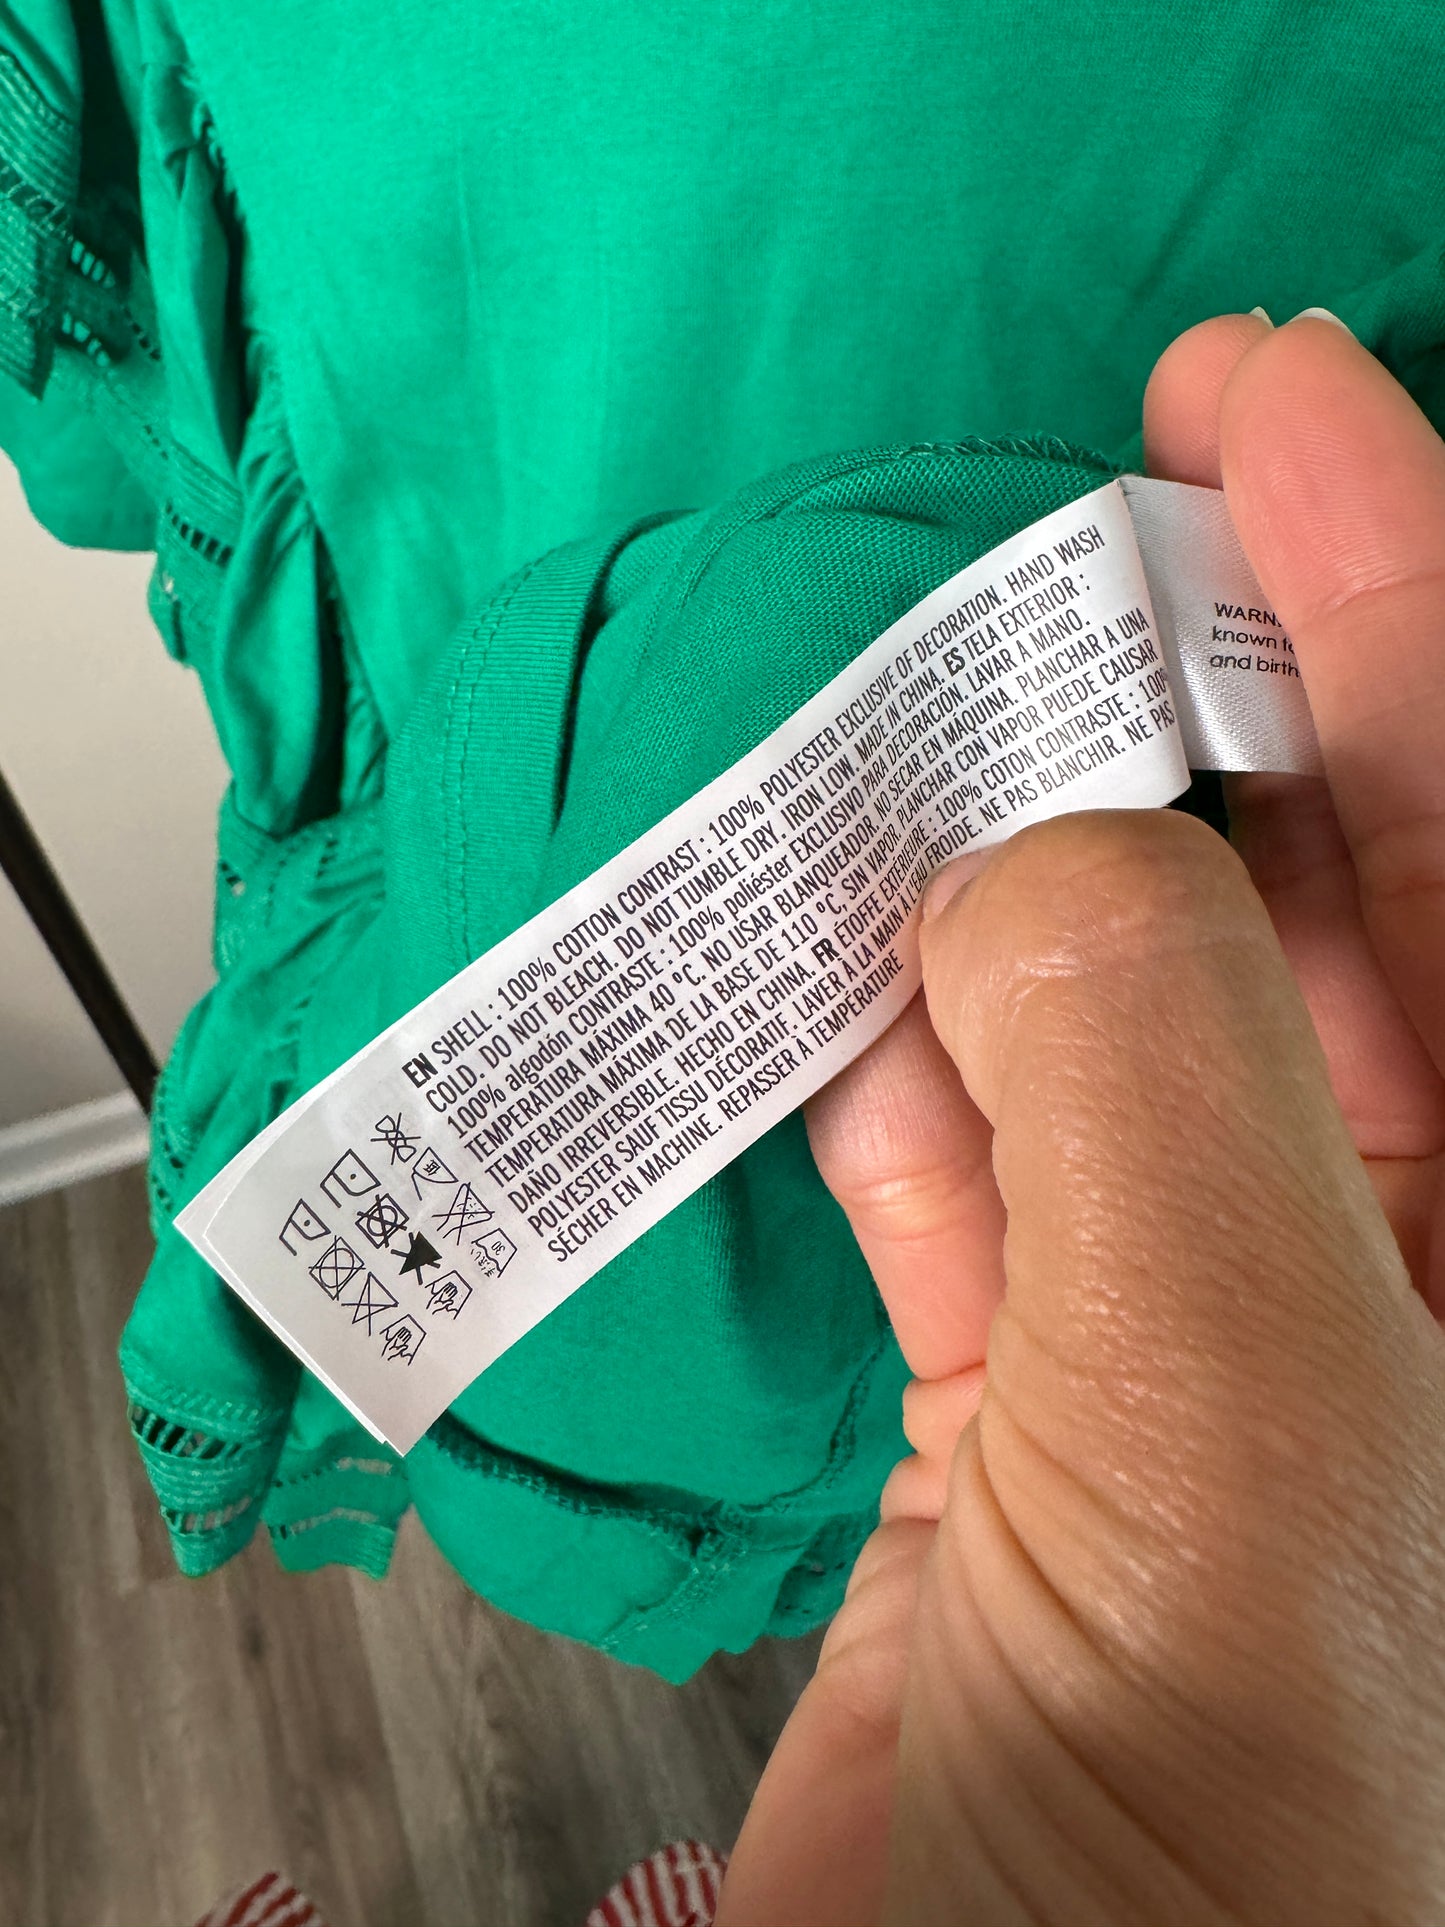 EN SHELL : 100% COTTON CONTRAST : 100% POLYESTER EXCLUSIVE OF DECORATION. HAND WASH
COLD. DO NOT BLEACH. DO NOT TUMBLE DRY. IRON LOW. MADE IN CHINA. ES TELA EXTERIOR :
100% algodón CONTRASTE : 100% poliéster EXCLUSIVO PARA DECORACIÓN. LAVAR A MANO.
TEMPERATURA MÁXIMA 40 °C. NO USAR BLANQUEADOR. NO SECAR EN MÁQUINA. PLANCHAR A UNA
TEMPERATURA MÁXIMA DE LA BASE DE 110 °C, SIN VAPOR. PLANCHAR CON VAPOR PUEDE CAUSAR
DAÑO IRREVERSIBLE. HECHO EN CHINA. FR ÉTOFFE EXTÉRIEURE : 100% COTON CONTRASTE : 100%
POLYESTER SAUF TISSU DÉCORATIF. LAVER À LA MAIN À L'EAU FROIDE. NE PAS BLANCHIR. NE PAS
SÉCHER EN MACHINE. REPASSER À TEMPÉRATURE
30
WARN
known
and birth